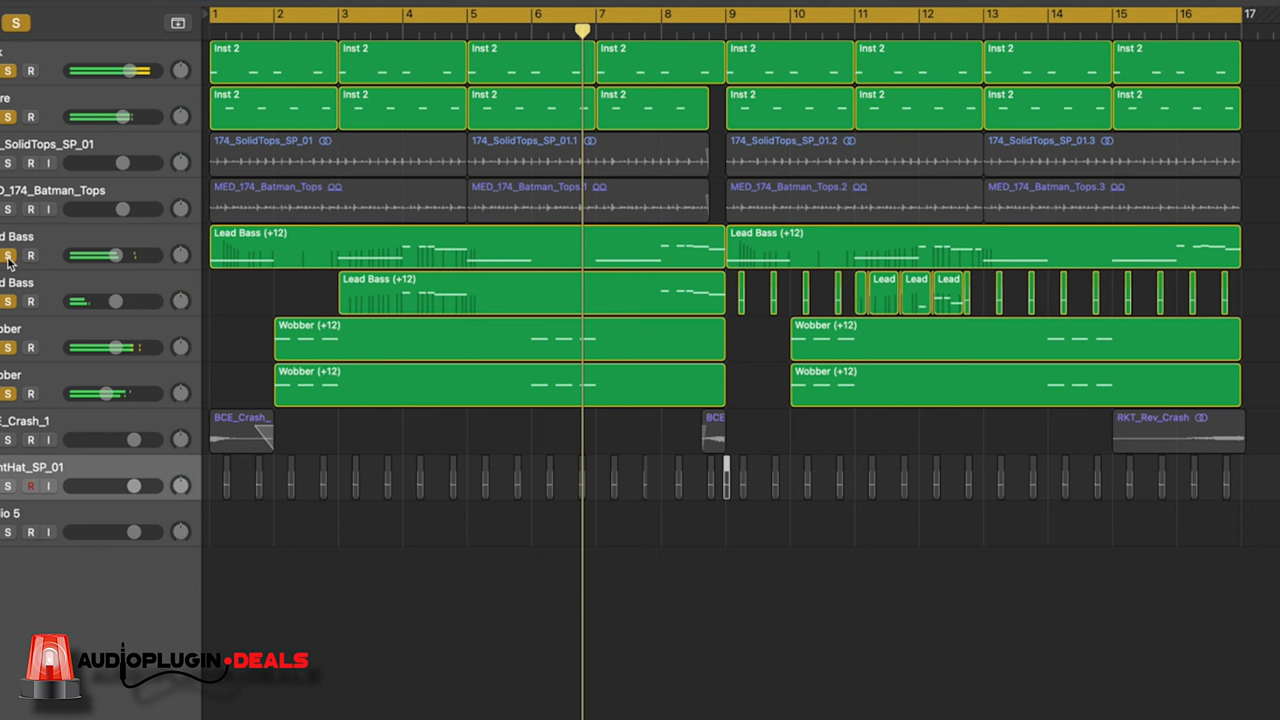 S
1 2 3 4 5 6 7 8 9 10 11 12 13 14 15 16 17
k
S R
Inst 2 Inst 2 Inst 2 Inst 2 Inst 2 Inst 2 Inst 2 Inst 2
re
S R
Inst 2 Inst 2 Inst 2 Inst 2 Inst 2 Inst 2 Inst 2 Inst 2
_SolidTops_SP_01
S R I
174_SolidTops_SP_01 174_SolidTops_SP_01.1 174_SolidTops_SP_01.2 174_SolidTops_SP_01.3
D_174_Batman_Tops
S R I
MED_174_Batman_Tops MED_174_Batman_Tops.1 MED_174_Batman_Tops.2 MED_174_Batman_Tops.3
d Bass
S R
Lead Bass (+12) Lead Bass (+12)
d Bass
S R
Lead Bass (+12) Lead Lead Lead
ber
S R
Wobber (+12) Wobber (+12)
ber
S R
Wobber (+12) Wobber (+12)
E_Crash_1
S R I
BCE_Crash_ BCE RKT_Rev_Crash
ntHat_SP_01
S R I
io 5
S R I
AUDIOPLUGIN•DEALS